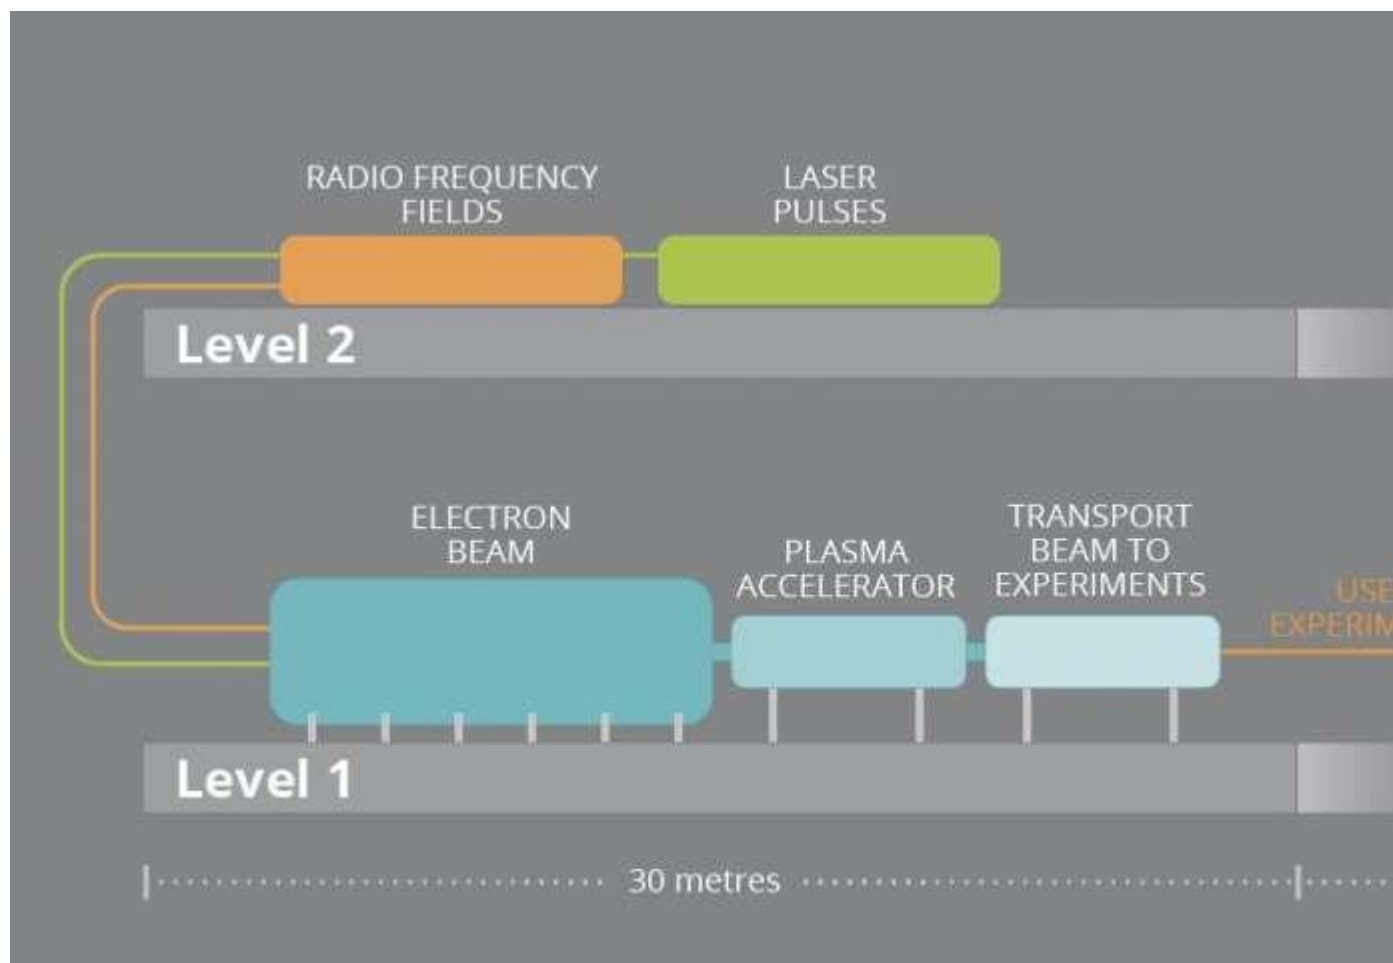 RADIO FREQUENCY
FIELDS
LASER
PULSES
Level 2
ELECTRON
BEAM
PLASMA
ACCELERATOR
TRANSPORT
BEAM TO
EXPERIMENTS
Level 1
30 metres